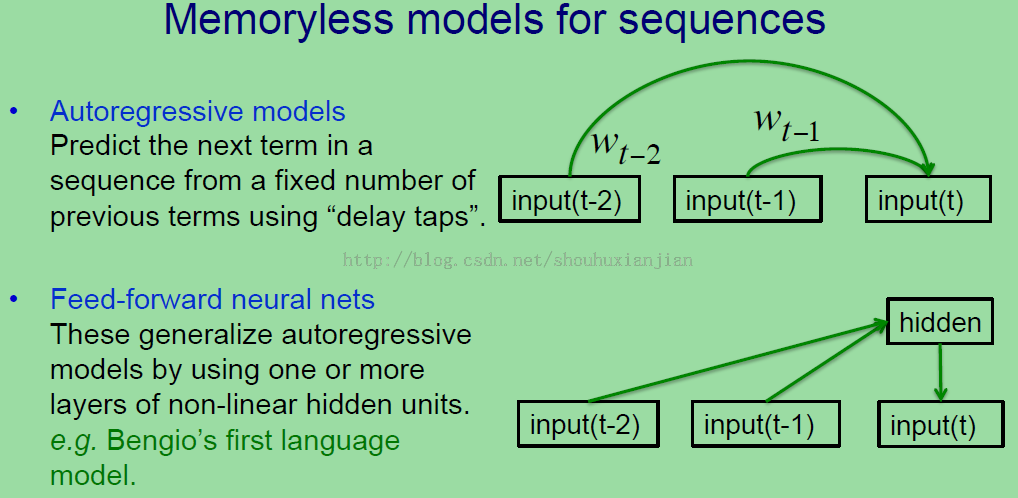 Memoryless models for sequences
• Autoregressive models
Predict the next term in a
sequence from a fixed number of
previous terms using “delay taps”.
w_{t-2}
w_{t-1}
input(t-2)
input(t-1)
input(t)
http://blog.csdn.net/shouhuxianjian
• Feed-forward neural nets
These generalize autoregressive
models by using one or more
layers of non-linear hidden units.
e.g. Bengio’s first language
model.
hidden
input(t-2)
input(t-1)
input(t)